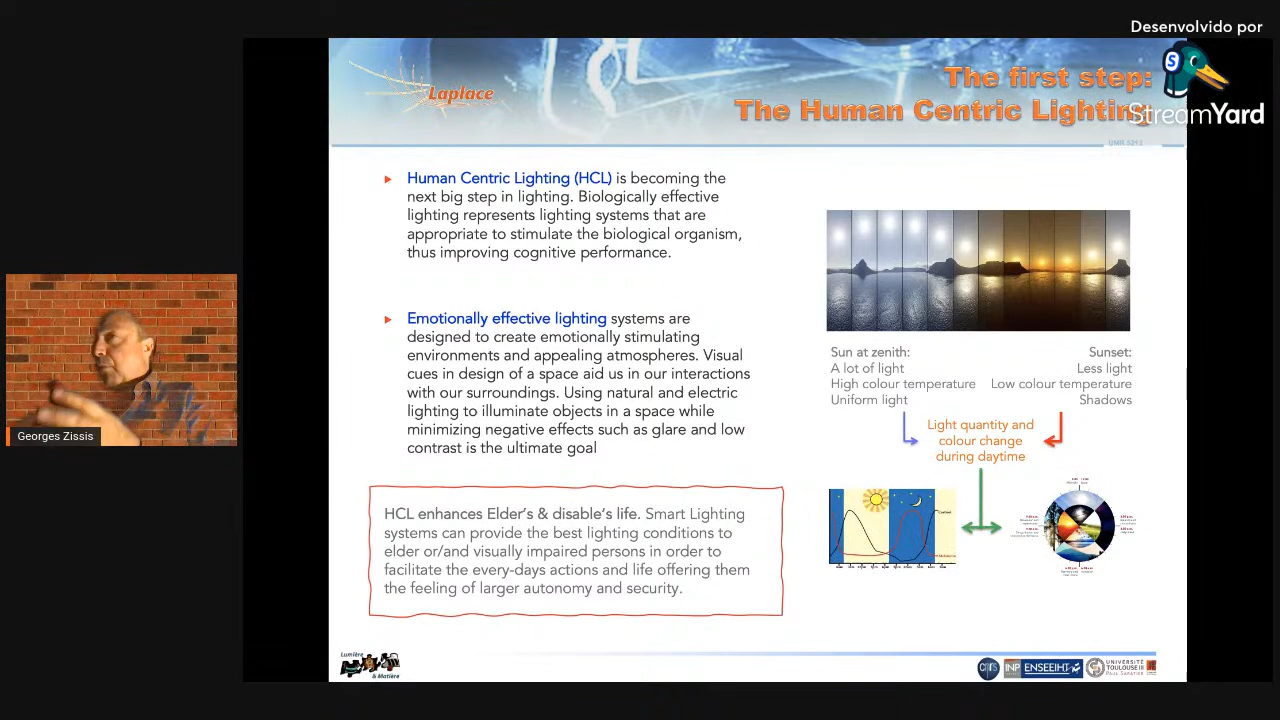 Desenvolvido por
StreamYard
Laplace
The first step:
The Human Centric Lighting
UMR 5213
Human Centric Lighting (HCL) is becoming the
next big step in lighting. Biologically effective
lighting represents lighting systems that are
appropriate to stimulate the biological organism,
thus improving cognitive performance.
Emotionally effective lighting systems are
designed to create emotionally stimulating
environments and appealing atmospheres. Visual
cues in design of a space aid us in our interactions
with our surroundings. Using natural and electric
lighting to illuminate objects in a space while
minimizing negative effects such as glare and low
contrast is the ultimate goal
HCL enhances Elder's & disable's life. Smart Lighting
systems can provide the best lighting conditions to
elder or/and visually impaired persons in order to
facilitate the every-days actions and life offering them
the feeling of larger autonomy and security.
Sun at zenith:
A lot of light
High colour temperature
Uniform light
Sunset:
Less light
Low colour temperature
Shadows
Light quantity and
colour change
during daytime
Georges Zissis
Lumière
& Matière
cnrs
INP
ENSEEIHT
UNIVERSITÉ
TOULOUSE III
PAUL SABATIER